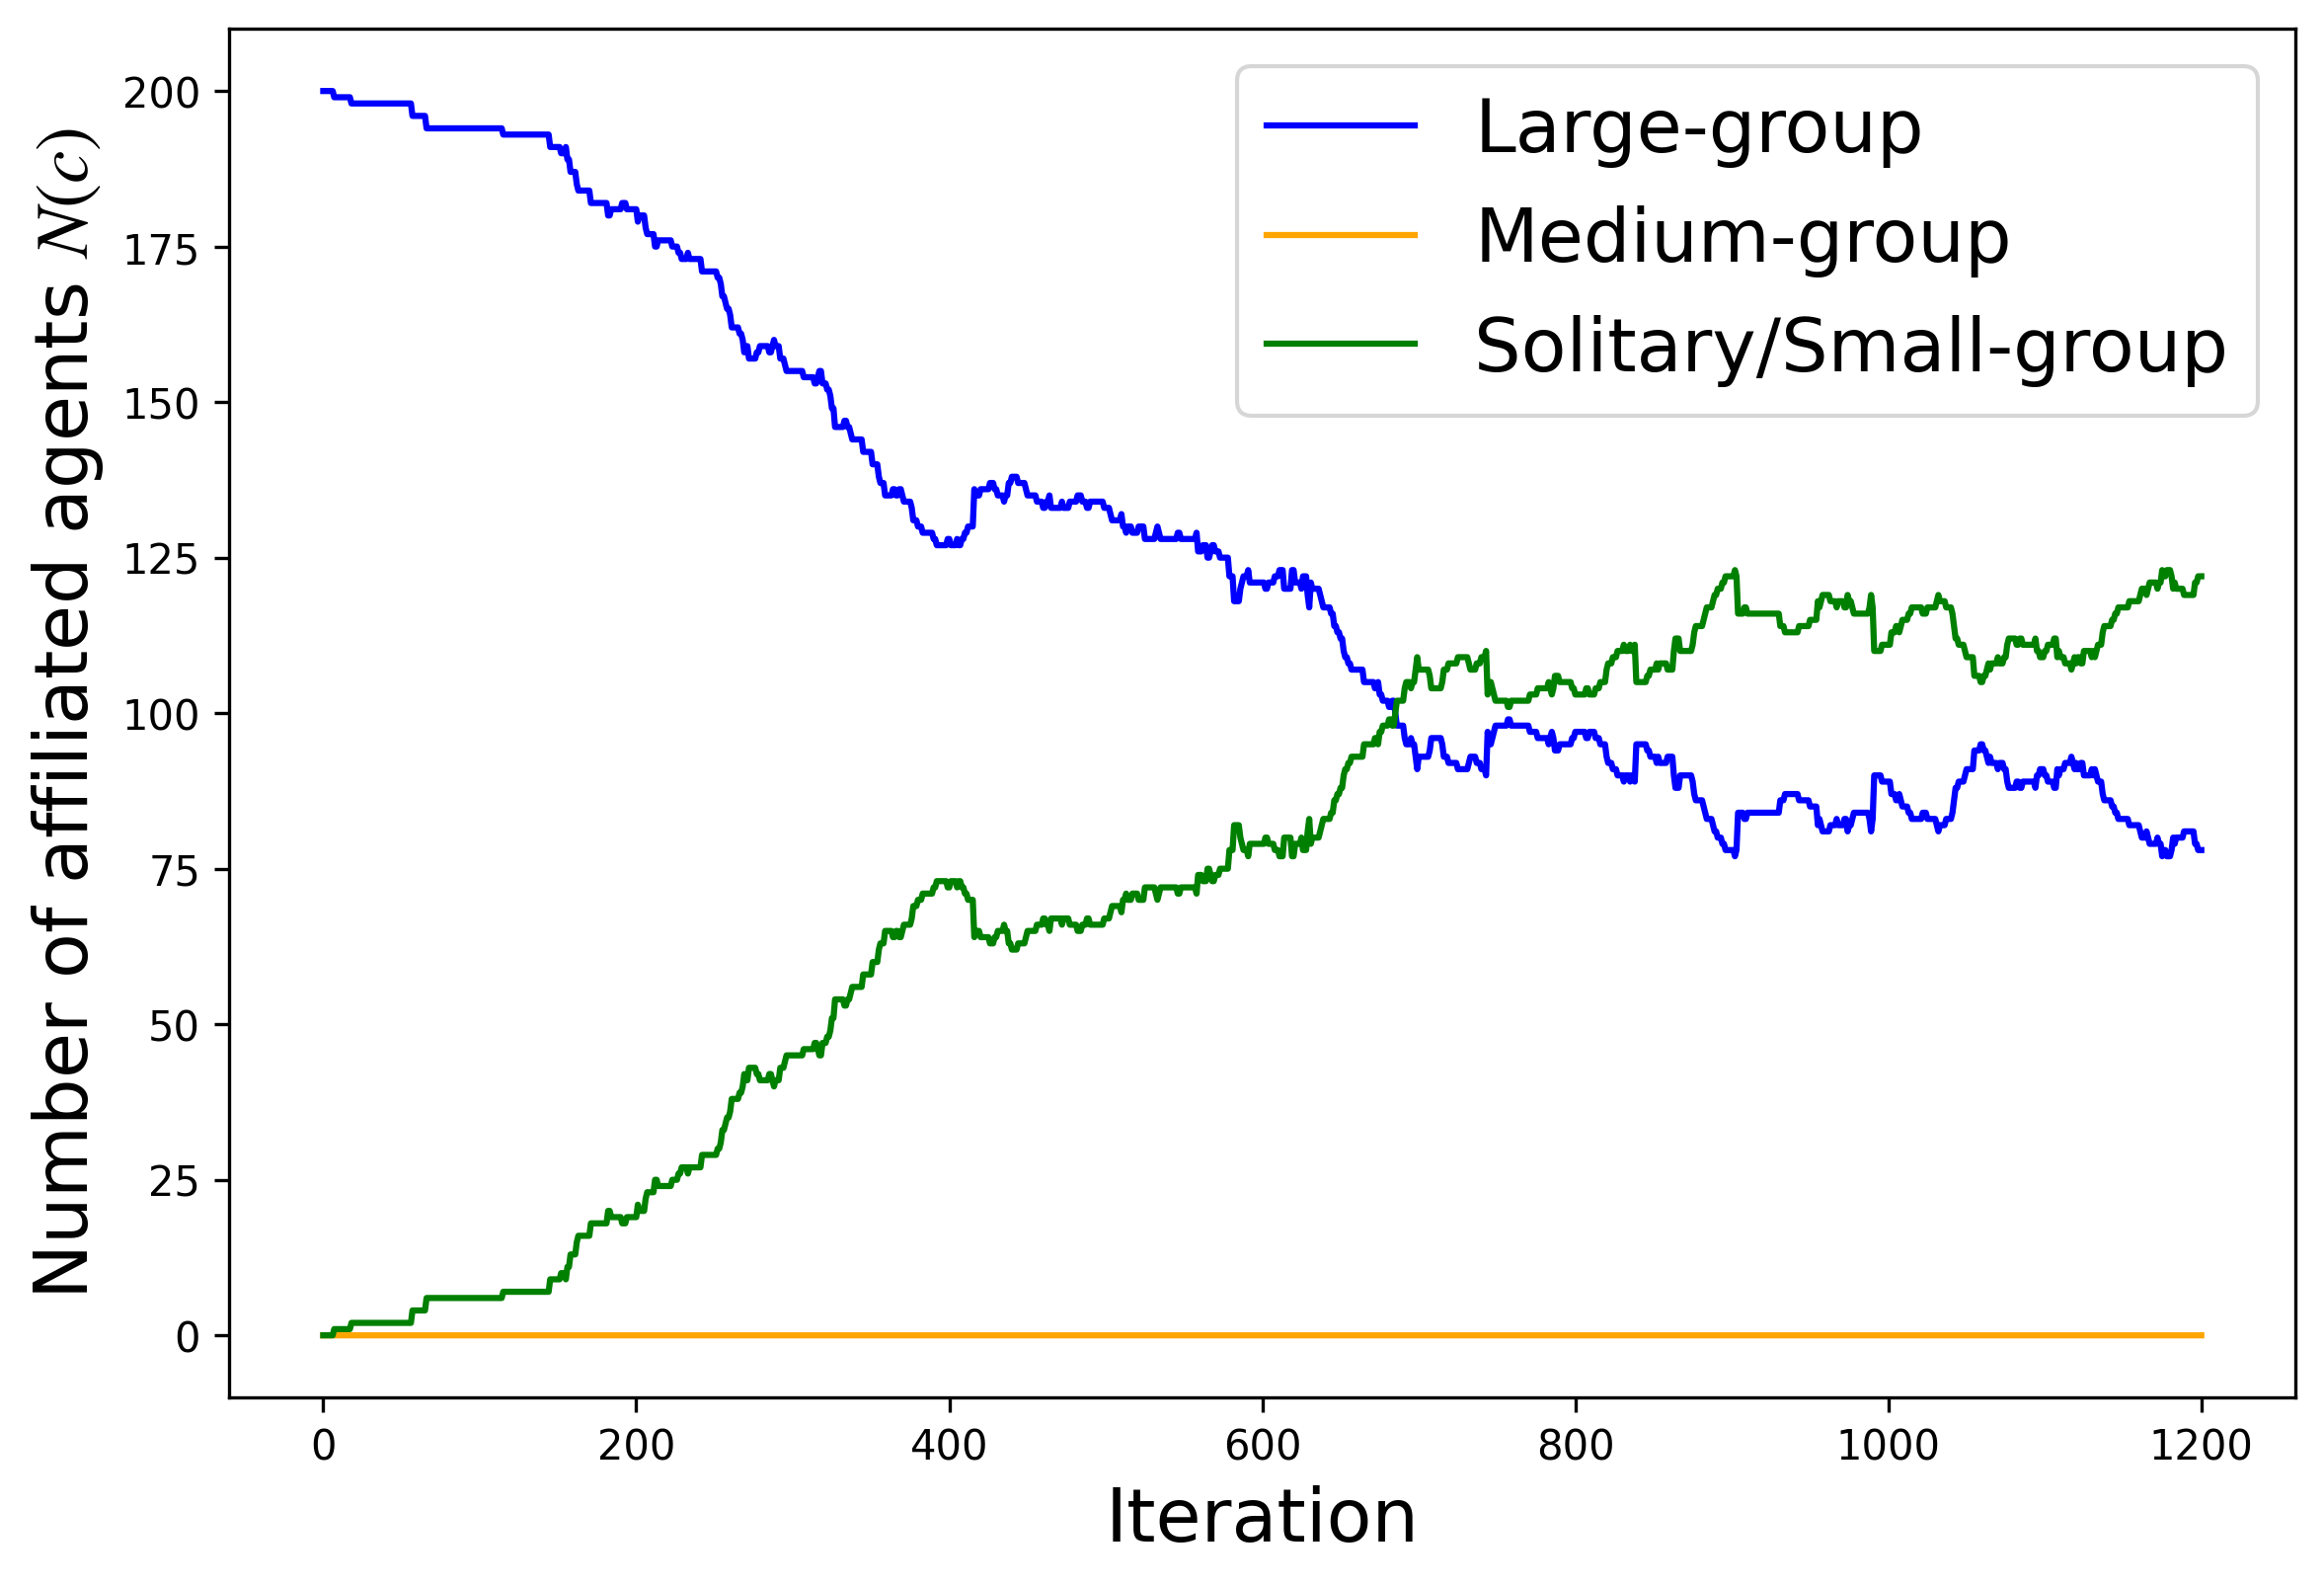 Number of affiliated agents N(c)
200
175
150
125
100
75
50
25
0
Large-group
Medium-group
Solitary/Small-group
0 200 400 600 800 1000 1200
Iteration